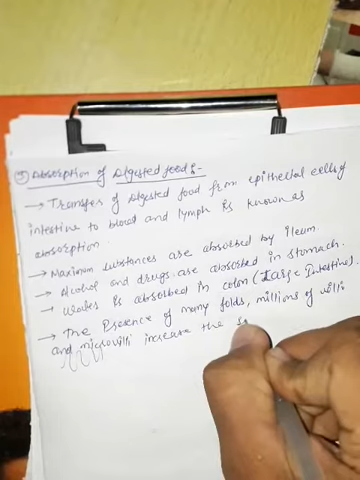 ③ Absorption of Digested food :-
→ Transfer of Digested food from epithelial cells of
intestine to blood and lymph is known as
absorption.
→ Maximum substances are absorbed by ileum.
→ Alcohol and drugs are absorbed in stomach.
→ Water is absorbed in colon (Large Intestine).
→ The Presence of many folds, millions of villi
and microvilli increase the s